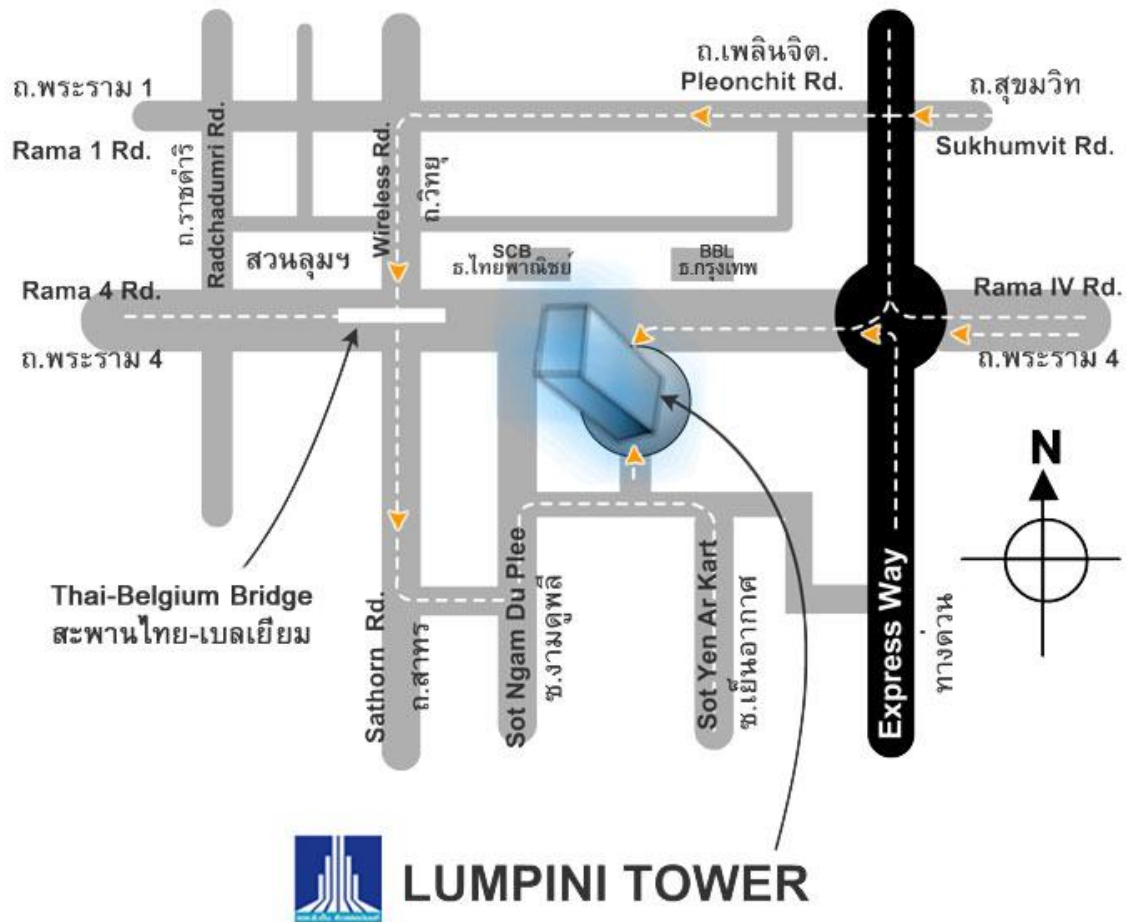 ถ.เพลินจิต.
Pleonchit Rd.
ถ.พระราม 1
Rama 1 Rd.
ถ.สุขมวิท
Sukhumvit Rd.
ถ.ราชดำริ
Radchadumri Rd.
Wireless Rd.
ถ.วิทยุ
สวนลุมฯ
SCB
ธ.ไทยพาณิชย์
BBL
ธ.กรุงเทพ
Rama 4 Rd.
ถ.พระราม 4
Rama IV Rd.
ถ.พระราม 4
N
Thai-Belgium Bridge
สะพานไทย-เบลเยียม
Sathorn Rd.
ถ.สาทร
Sot Ngam Du Plee
ซ.งามดูพลี
Sot Yen Ar Kart
ซ.เย็นอากาศ
Express Way
ทางด่วน
LUMPINI TOWER